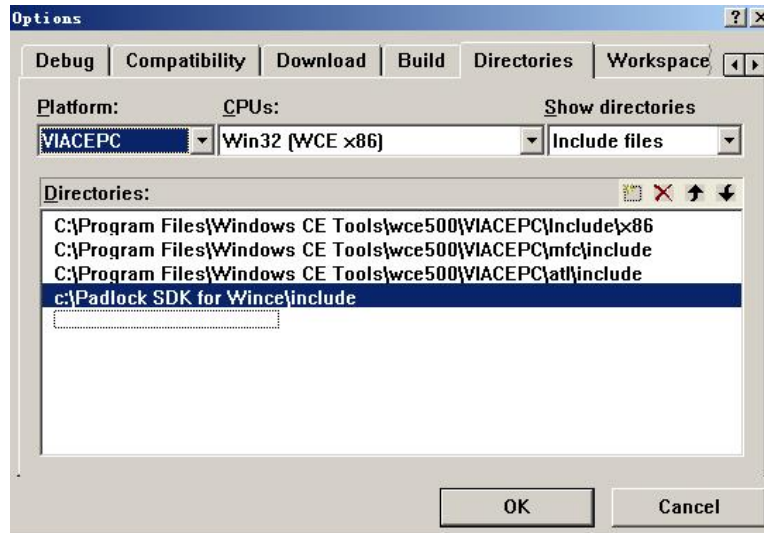 Options
Debug Compatibility Download Build Directories Workspace
Platform: CPUs: Show directories
VIACEPC Win32 (WCE x86) Include files
Directories:
C:\Program Files\Windows CE Tools\wce500\VIACEPC\Include\x86
C:\Program Files\Windows CE Tools\wce500\VIACEPC\mfc\include
C:\Program Files\Windows CE Tools\wce500\VIACEPC\atl\include
c:\Padlock SDK for Wince\include
OK Cancel